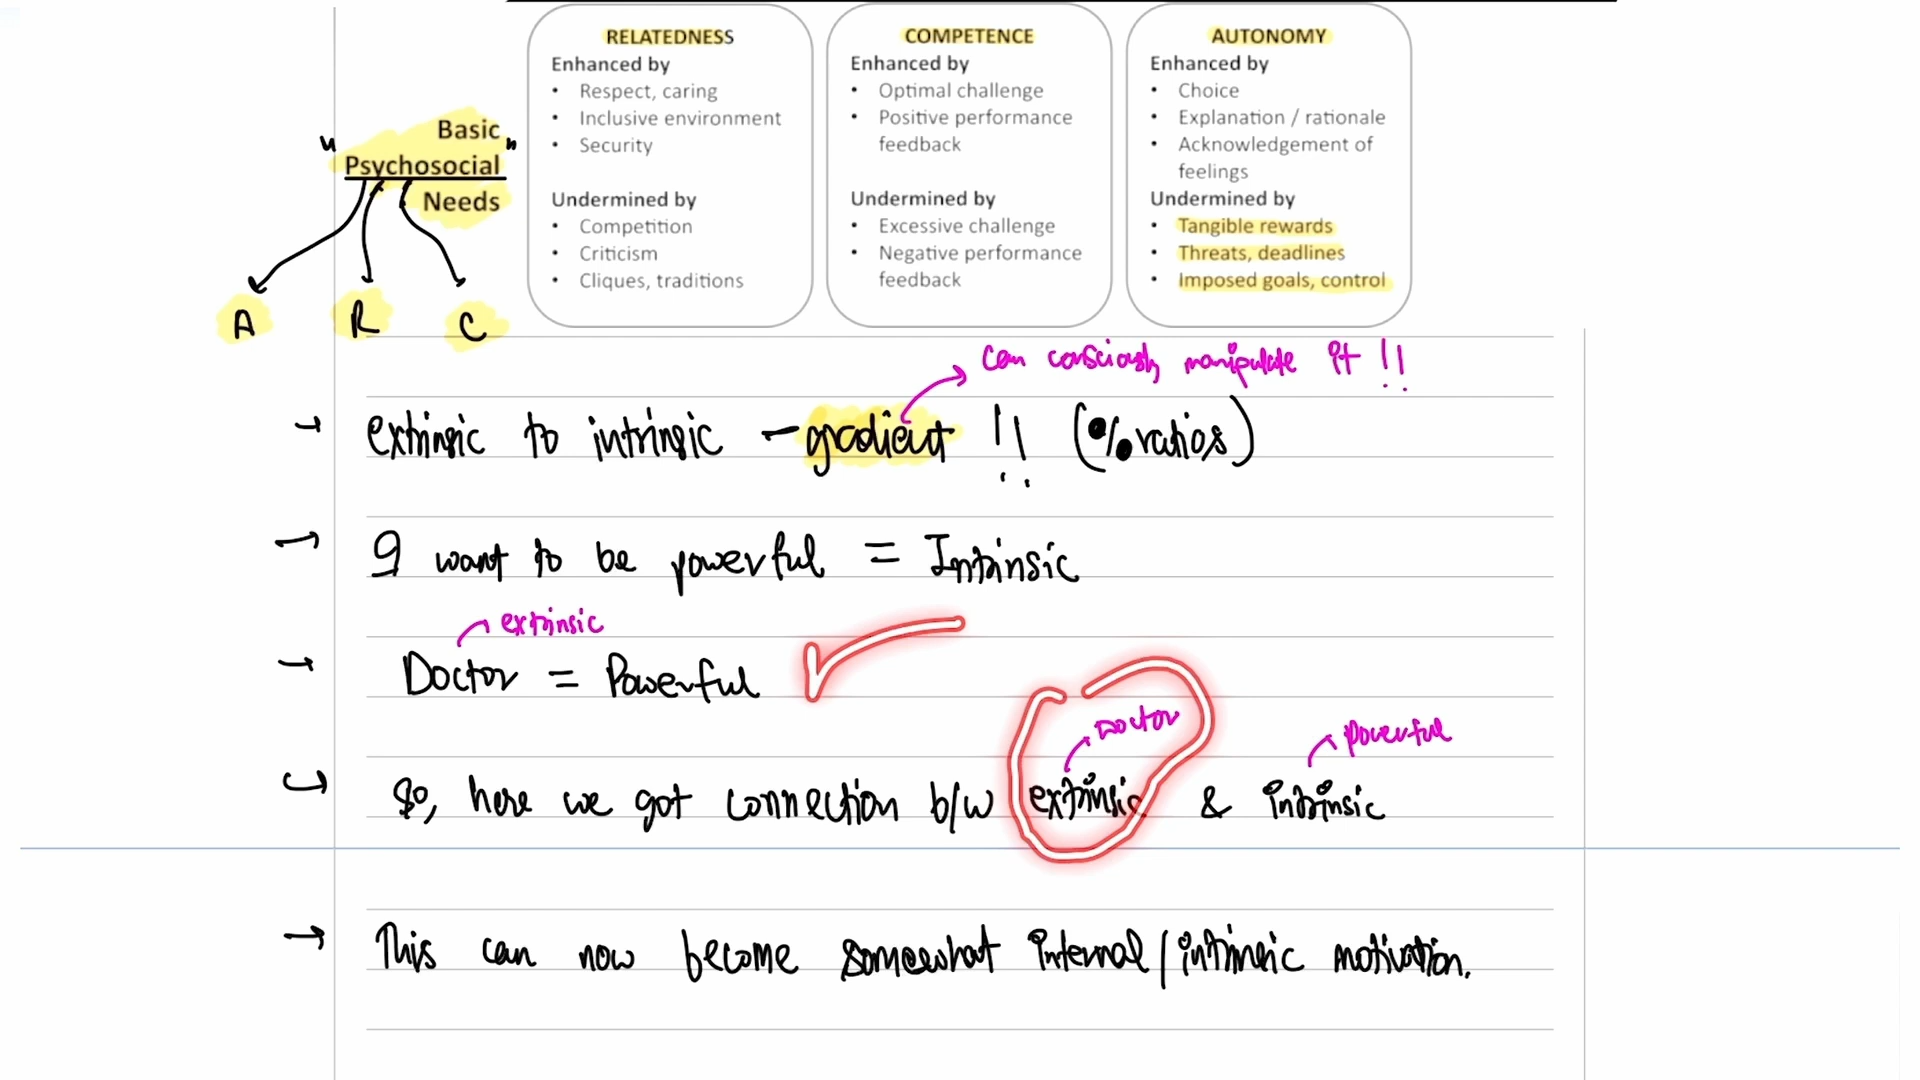 Basic
"Psychosocial"
Needs
A R C
RELATEDNESS
Enhanced by
• Respect, caring
• Inclusive environment
• Security
Undermined by
• Competition
• Criticism
• Cliques, traditions
COMPETENCE
Enhanced by
• Optimal challenge
• Positive performance
feedback
Undermined by
• Excessive challenge
• Negative performance
feedback
AUTONOMY
Enhanced by
• Choice
• Explanation / rationale
• Acknowledgement of
feelings
Undermined by
• Tangible rewards
• Threats, deadlines
• Imposed goals, control
can consciously manipulate it !!
→ extrinsic to intrinsic - gradient !! (% ratios)
→ I want to be powerful = Intrinsic
extrinsic
→ Doctor = Powerful
Doctor powerful
↪ So, here we got connection b/w extrinsic & intrinsic
→ This can now become somewhat internal/intrinsic motivation.